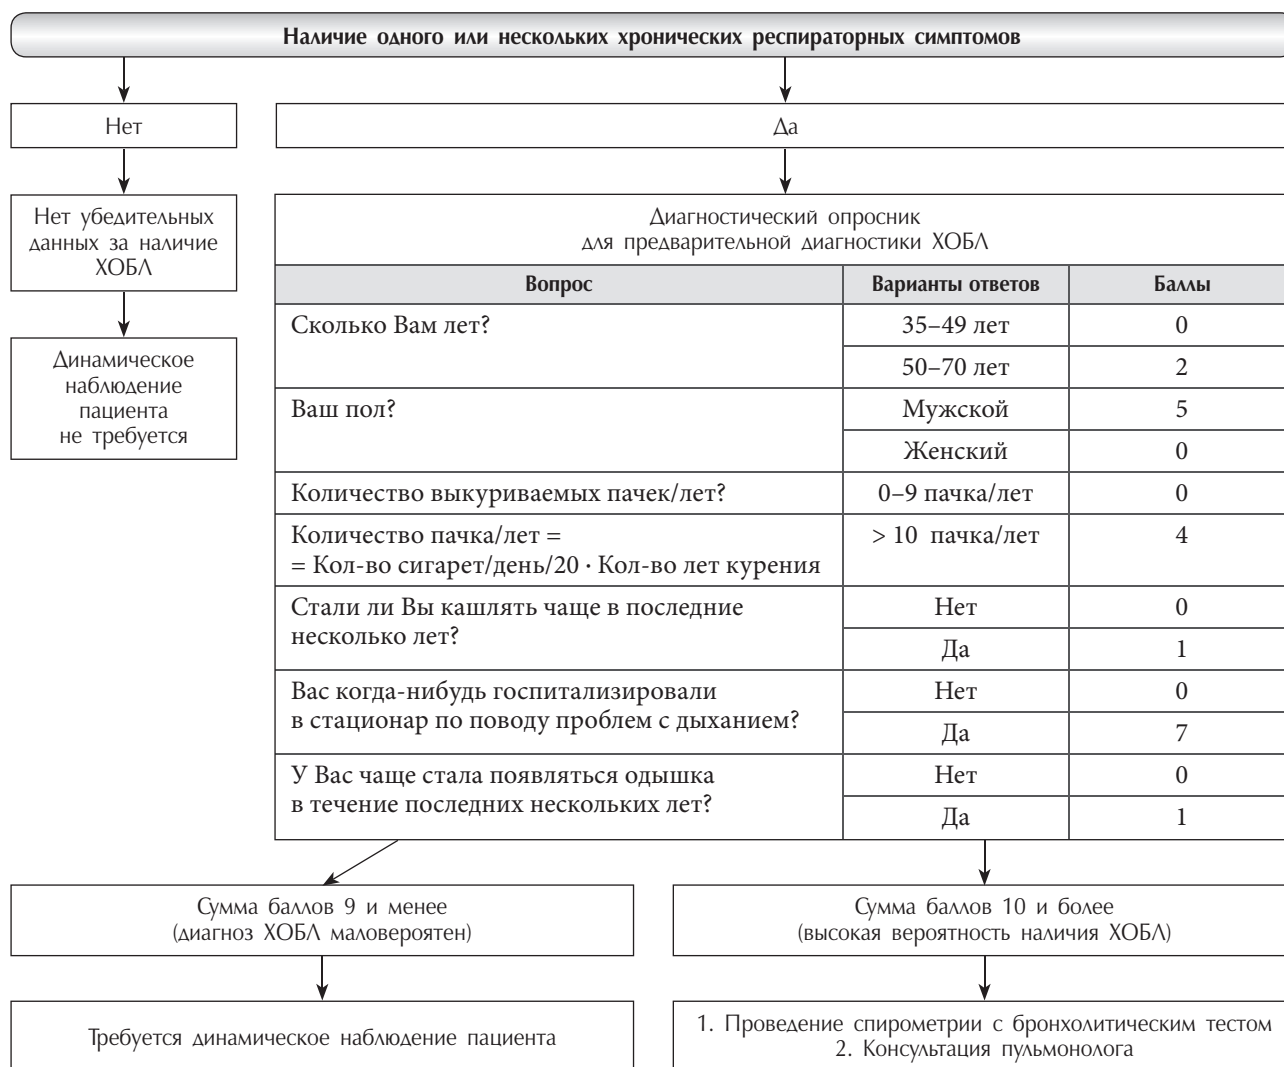 Наличие одного или нескольких хронических респираторных симптомов
Нет
Да
Нет убедительных
данных за наличие
ХОБЛ
Динамическое
наблюдение
пациента
не требуется
Диагностический опросник
для предварительной диагностики ХОБЛ
Вопрос
Варианты ответов
Баллы
Сколько Вам лет?
35–49 лет
0
50–70 лет
2
Ваш пол?
Мужской
5
Женский
0
Количество выкуриваемых пачек/лет?
0–9 пачка/лет
0
Количество пачка/лет =
= Кол-во сигарет/день/20 · Кол-во лет курения
> 10 пачка/лет
4
Стали ли Вы кашлять чаще в последние
несколько лет?
Нет
0
Да
1
Вас когда-нибудь госпитализировали
в стационар по поводу проблем с дыханием?
Нет
0
Да
7
У Вас чаще стала появляться одышка
в течение последних нескольких лет?
Нет
0
Да
1
Сумма баллов 9 и менее
(диагноз ХОБЛ маловероятен)
Требуется динамическое наблюдение пациента
Сумма баллов 10 и более
(высокая вероятность наличия ХОБЛ)
1. Проведение спирометрии с бронхолитическим тестом
2. Консультация пульмонолога